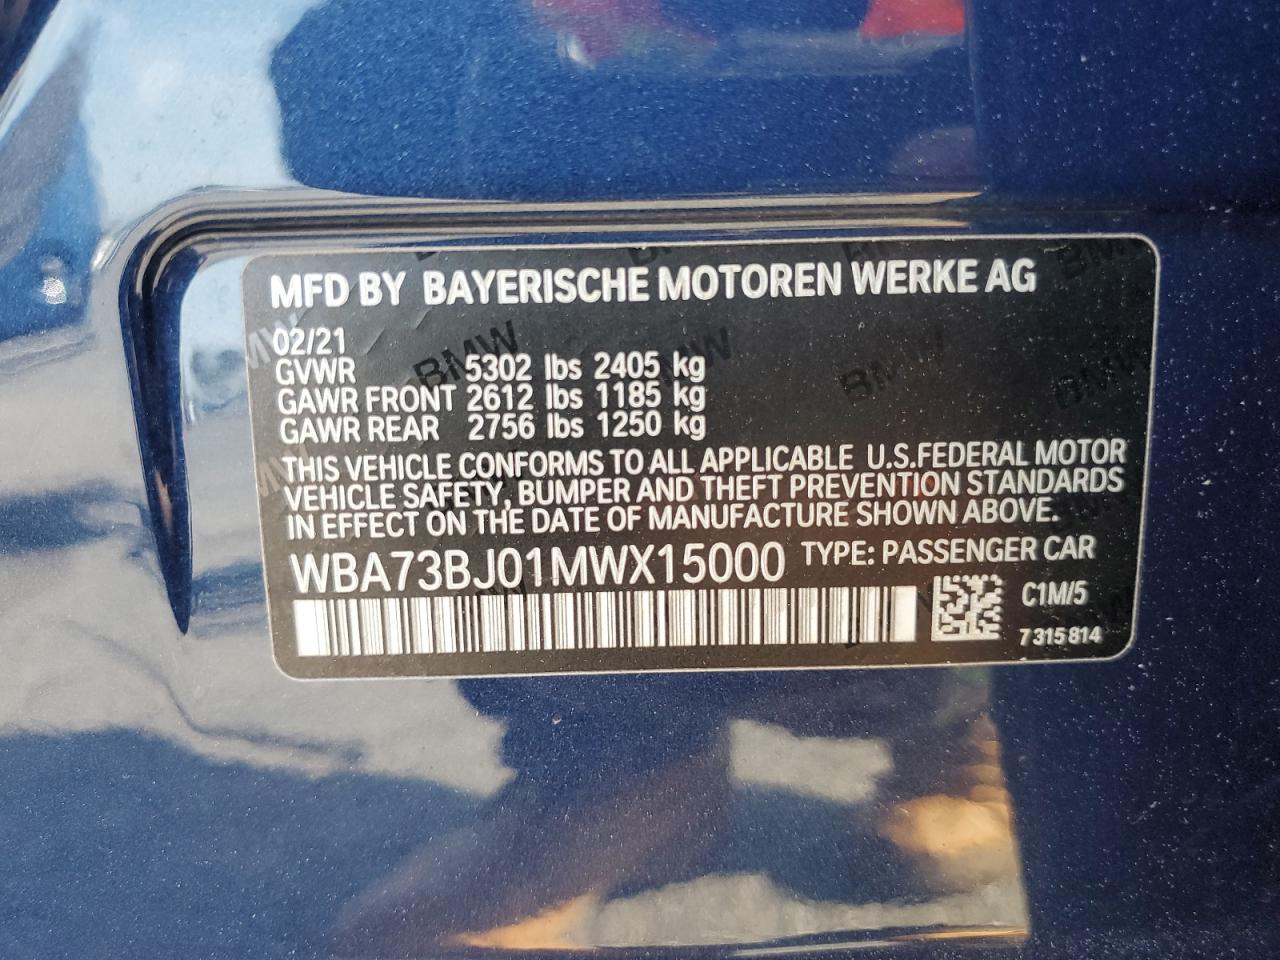 MFD BY BAYERISCHE MOTOREN WERKE AG
02/21
GVWR 5302 lbs 2405 kg
GAWR FRONT 2612 lbs 1185 kg
GAWR REAR 2756 lbs 1250 kg
THIS VEHICLE CONFORMS TO ALL APPLICABLE U.S.FEDERAL MOTOR
VEHICLE SAFETY, BUMPER AND THEFT PREVENTION STANDARDS
IN EFFECT ON THE DATE OF MANUFACTURE SHOWN ABOVE.
WBA73BJ01MWX15000 TYPE: PASSENGER CAR
C1M/5
7 315 814